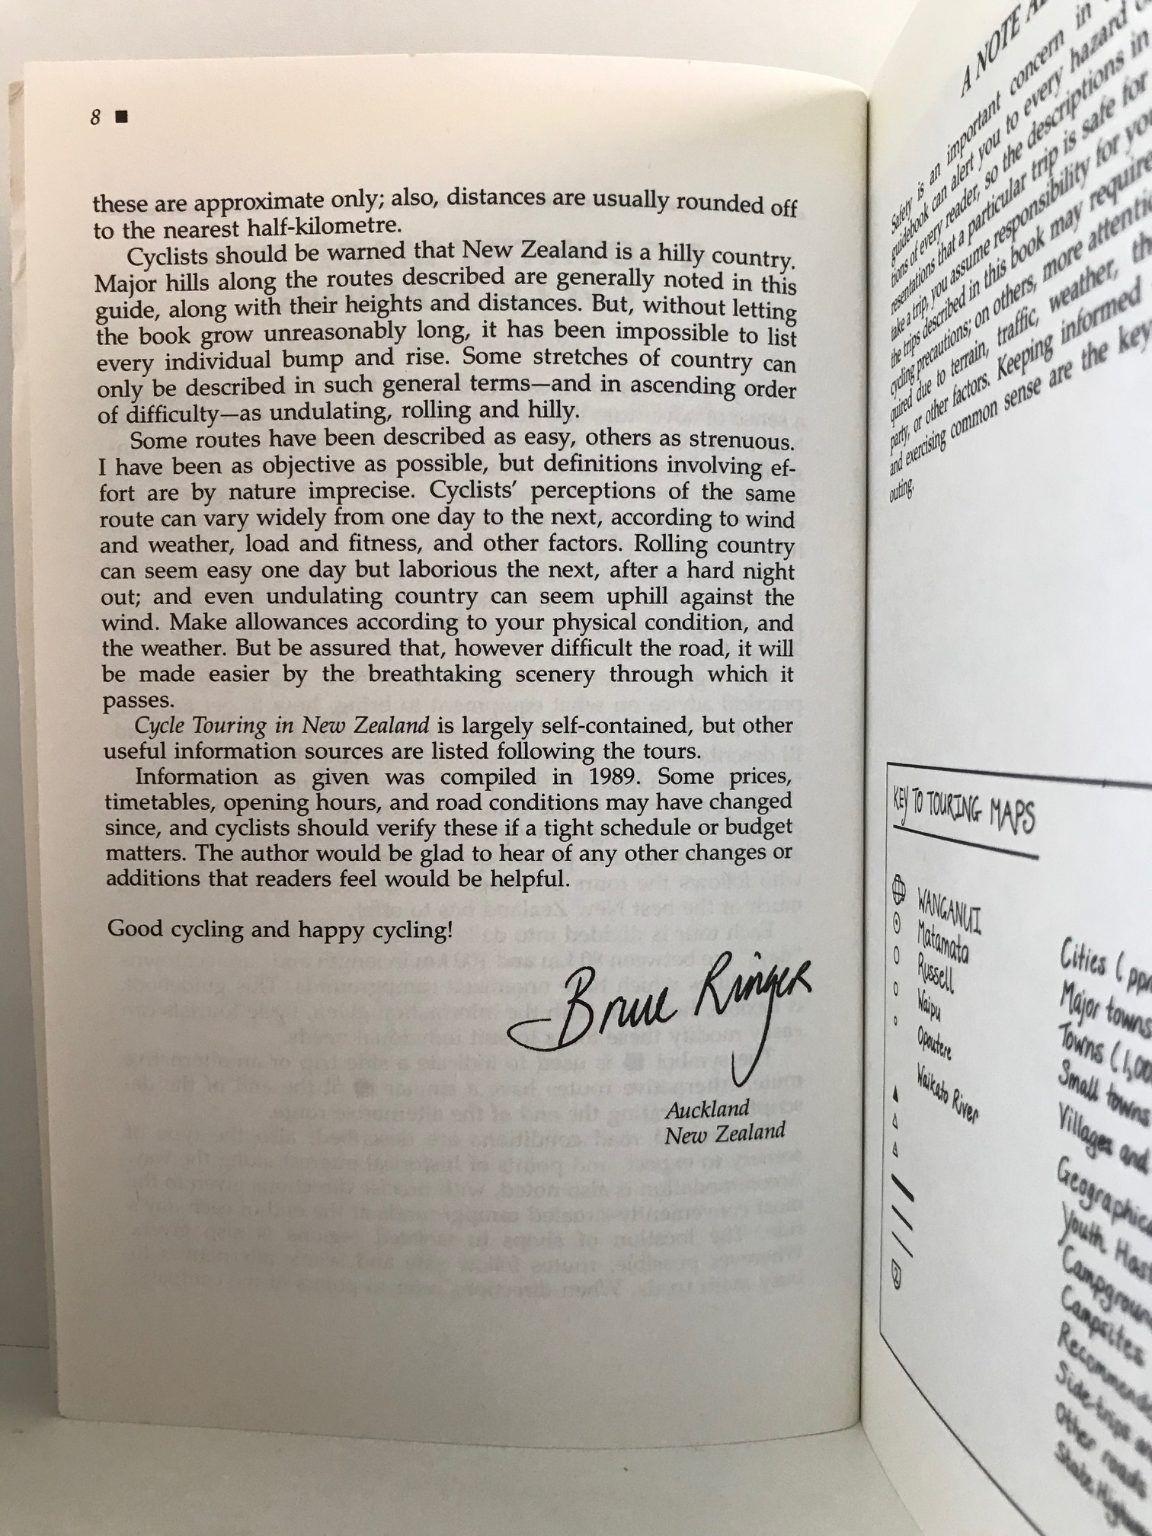 8 ■
these are approximate only; also, distances are usually rounded off
to the nearest half-kilometre.
Cyclists should be warned that New Zealand is a hilly country.
Major hills along the routes described are generally noted in this
guide, along with their heights and distances. But, without letting
the book grow unreasonably long, it has been impossible to list
every individual bump and rise. Some stretches of country can
only be described in such general terms—and in ascending order
of difficulty—as undulating, rolling and hilly.
Some routes have been described as easy, others as strenuous.
I have been as objective as possible, but definitions involving ef-
fort are by nature imprecise. Cyclists' perceptions of the same
route can vary widely from one day to the next, according to wind
and weather, load and fitness, and other factors. Rolling country
can seem easy one day but laborious the next, after a hard night
out; and even undulating country can seem uphill against the
wind. Make allowances according to your physical condition, and
the weather. But be assured that, however difficult the road, it will
be made easier by the breathtaking scenery through which it
passes.
Cycle Touring in New Zealand is largely self-contained, but other
useful information sources are listed following the tours.
Information as given was compiled in 1989. Some prices,
timetables, opening hours, and road conditions may have changed
since, and cyclists should verify these if a tight schedule or budget
matters. The author would be glad to hear of any other changes or
additions that readers feel would be helpful.
Good cycling and happy cycling!
Bruce Ringer
Auckland
New Zealand
A NOTE
Safety is an important concern in
guidebook can alert you to every hazard
tions of every reader, so the descriptions in
resentations that a particular trip is safe for
take a trip, you assume responsibility for
the trips described in this book may require
cycling precautions; on others, more
quired due to terrain, traffic, weather,
party, or other factors. Keeping informed
and exercising common sense are the
outing.
KEY TO TOURING MAPS
WANGANUI
Matamata
Russell
Waipu
Opoutere
Waikato River
Cities (
Major towns
Towns (
Small towns
Villages and
Youth
Campsites
Side-trips
Other roads